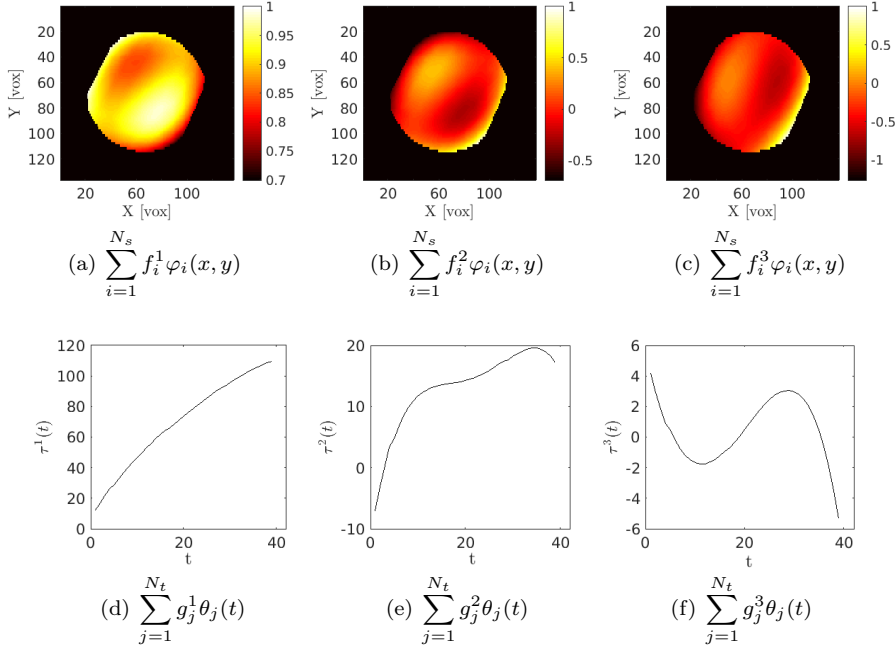 20 40 60 80 100 120
Y [vox]
20 100
X [vox]
1 0.95 0.9 0.85 0.8 0.75 0.7
20 40 60 80 100 120
Y [vox]
20 100
X [vox]
1 0.5 0 -0.5
20 40 60 80 100 120
Y [vox]
20 100
X [vox]
1 0.5 0 -0.5 -1
(a) \sum_{i=1}^{N_s} f_i^1 φ_i(x, y)
(b) \sum_{i=1}^{N_s} f_i^2 φ_i(x, y)
(c) \sum_{i=1}^{N_s} f_i^3 φ_i(x, y)
120 100 80 60 40 20 0
τ^1(t)
0 20 40
t
20 10 0 -10
τ^2(t)
0 20 40
t
6 4 2 0 -2 -4 -6
τ^3(t)
0 20 40
t
(d) \sum_{j=1}^{N_t} g_j^1 θ_j(t)
(e) \sum_{j=1}^{N_t} g_j^2 θ_j(t)
(f) \sum_{j=1}^{N_t} g_j^3 θ_j(t)